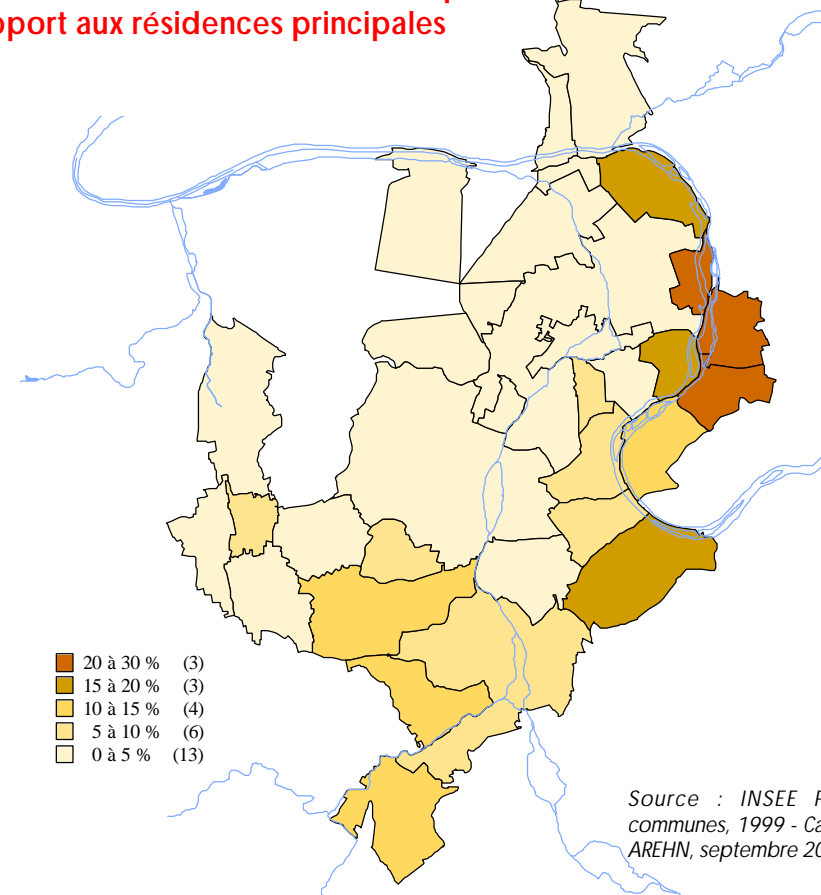 pport aux résidences principales
20 à 30 % (3)
15 à 20 % (3)
10 à 15 % (4)
5 à 10 % (6)
0 à 5 % (13)
Source : INSEE
communes, 1999 -
AREHN, septembre